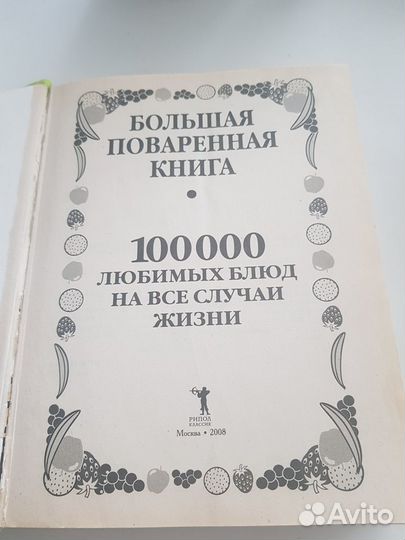 БОЛЬШАЯ
ПОВАРЕННАЯ
КНИГА
•
100 000
ЛЮБИМЫХ БЛЮД
НА ВСЕ СЛУЧАИ
ЖИЗНИ
РИПОЛ
КЛАССИК
Москва • 2008
Avito